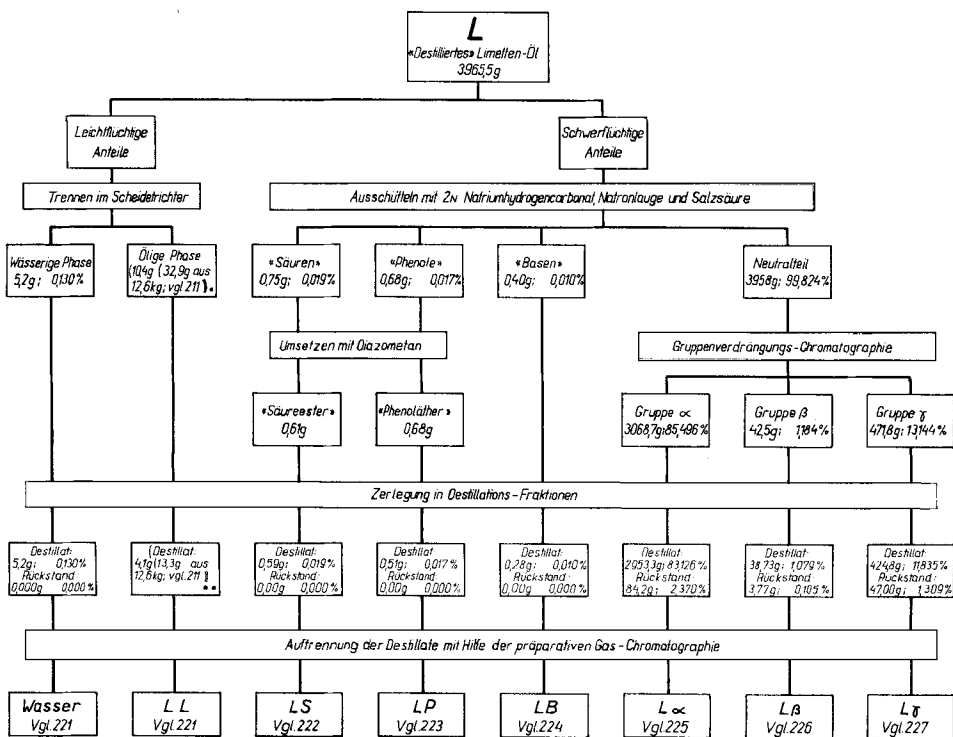 L
«Destilliertes» Limetten-Öl
3965,5g
Leichtflüchtige
Anteile
Schwerflüchtige
Anteile
Trennen im Scheidetrichter
Ausschütteln mit 2N Natriumhydrogencarbonat, Natronlauge und Salzsäure
Wässerige Phase
5,2g; 0,130%
Ölige Phase
(10,4g (32,9g aus
12,6kg; vgl.211).*
«Säuren»
0,75g; 0,019%
«Phenole»
0,68g; 0,017%
«Basen»
0,40g; 0,010%
Neutralteil
3958g; 99,824%
Umsetzen mit Diazometan
Gruppenverdrängungs-Chromatographie
«Säureester»
0,61g
«Phenoläther»
0,68g
Gruppe α
3068,7g; 85,496%
Gruppe β
42,5g; 1,184%
Gruppe γ
471,8g; 13,144%
Zerlegung in Destillations-Fraktionen
Destillat:
5,2g; 0,130%
Rückstand:
0,000g 0,000%
(Destillat:
4,1g (13,3g aus
12,6kg; vgl.211)
**
Destillat:
0,59g; 0,019%
Rückstand:
0,00g 0,000%
Destillat:
0,51g; 0,017%
Rückstand:
0,00g 0,000%
Destillat:
0,28g; 0,010%
Rückstand:
0,00g 0,000%
Destillat:
2953,3g; 83,126%
Rückstand:
84,2g; 2,370%
Destillat:
38,73g; 1,079%
Rückstand:
3,77g; 0,105%
Destillat:
424,8g; 11,835%
Rückstand:
47,00g; 1,309%
Auftrennung der Destillate mit Hilfe der präparativen Gas-Chromatographie
Wasser
Vgl.221
LL
Vgl.221
LS
Vgl.222
LP
Vgl.223
LB
Vgl.224
Lα
Vgl.225
Lβ
Vgl.226
Lγ
Vgl.227